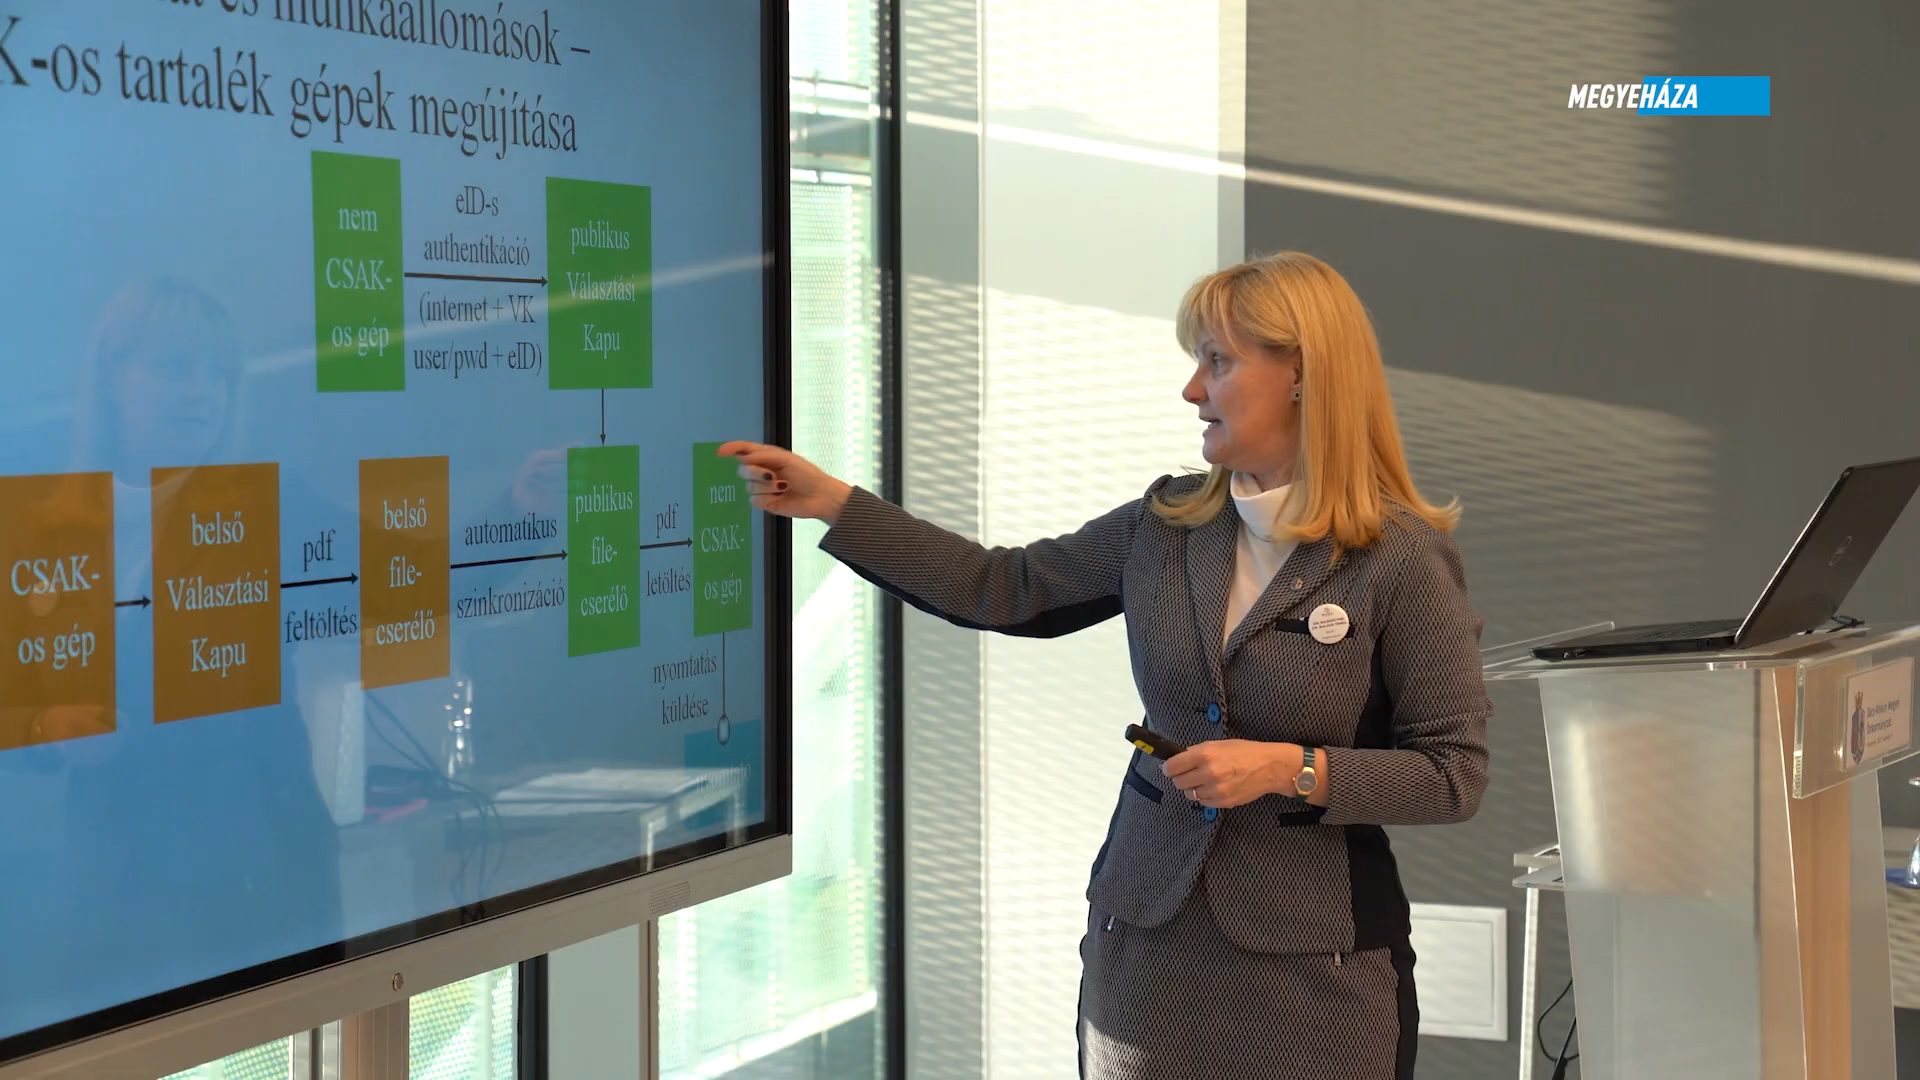 és munkaállomások –
K-os tartalék gépek megújítása
nem
CSAK-
os gép
eID-s
authentikáció
(internet + VK
user/pwd + eID)
publikus
Választási
Kapu
CSAK-
os gép
belső
Választási
Kapu
pdf
feltöltés
belső
file-
cserélő
automatikus
szinkronizáció
publikus
file-
cserélő
pdf
letöltés
nem
CSAK-
os gép
nyomtatás
küldése
nyomtató
MEGYEHÁZA